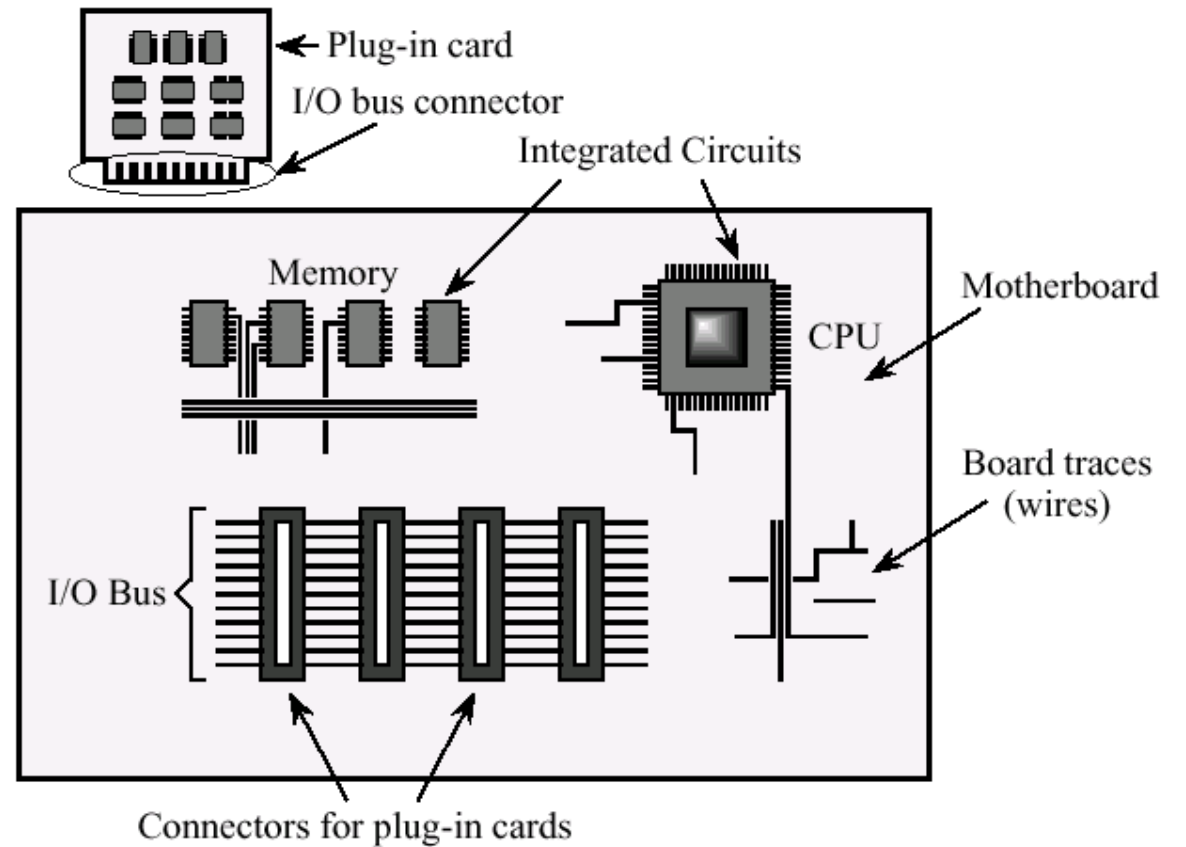 Plug-in card
I/O bus connector
Integrated Circuits
Memory
Motherboard
CPU
Board traces
(wires)
I/O Bus
Connectors for plug-in cards